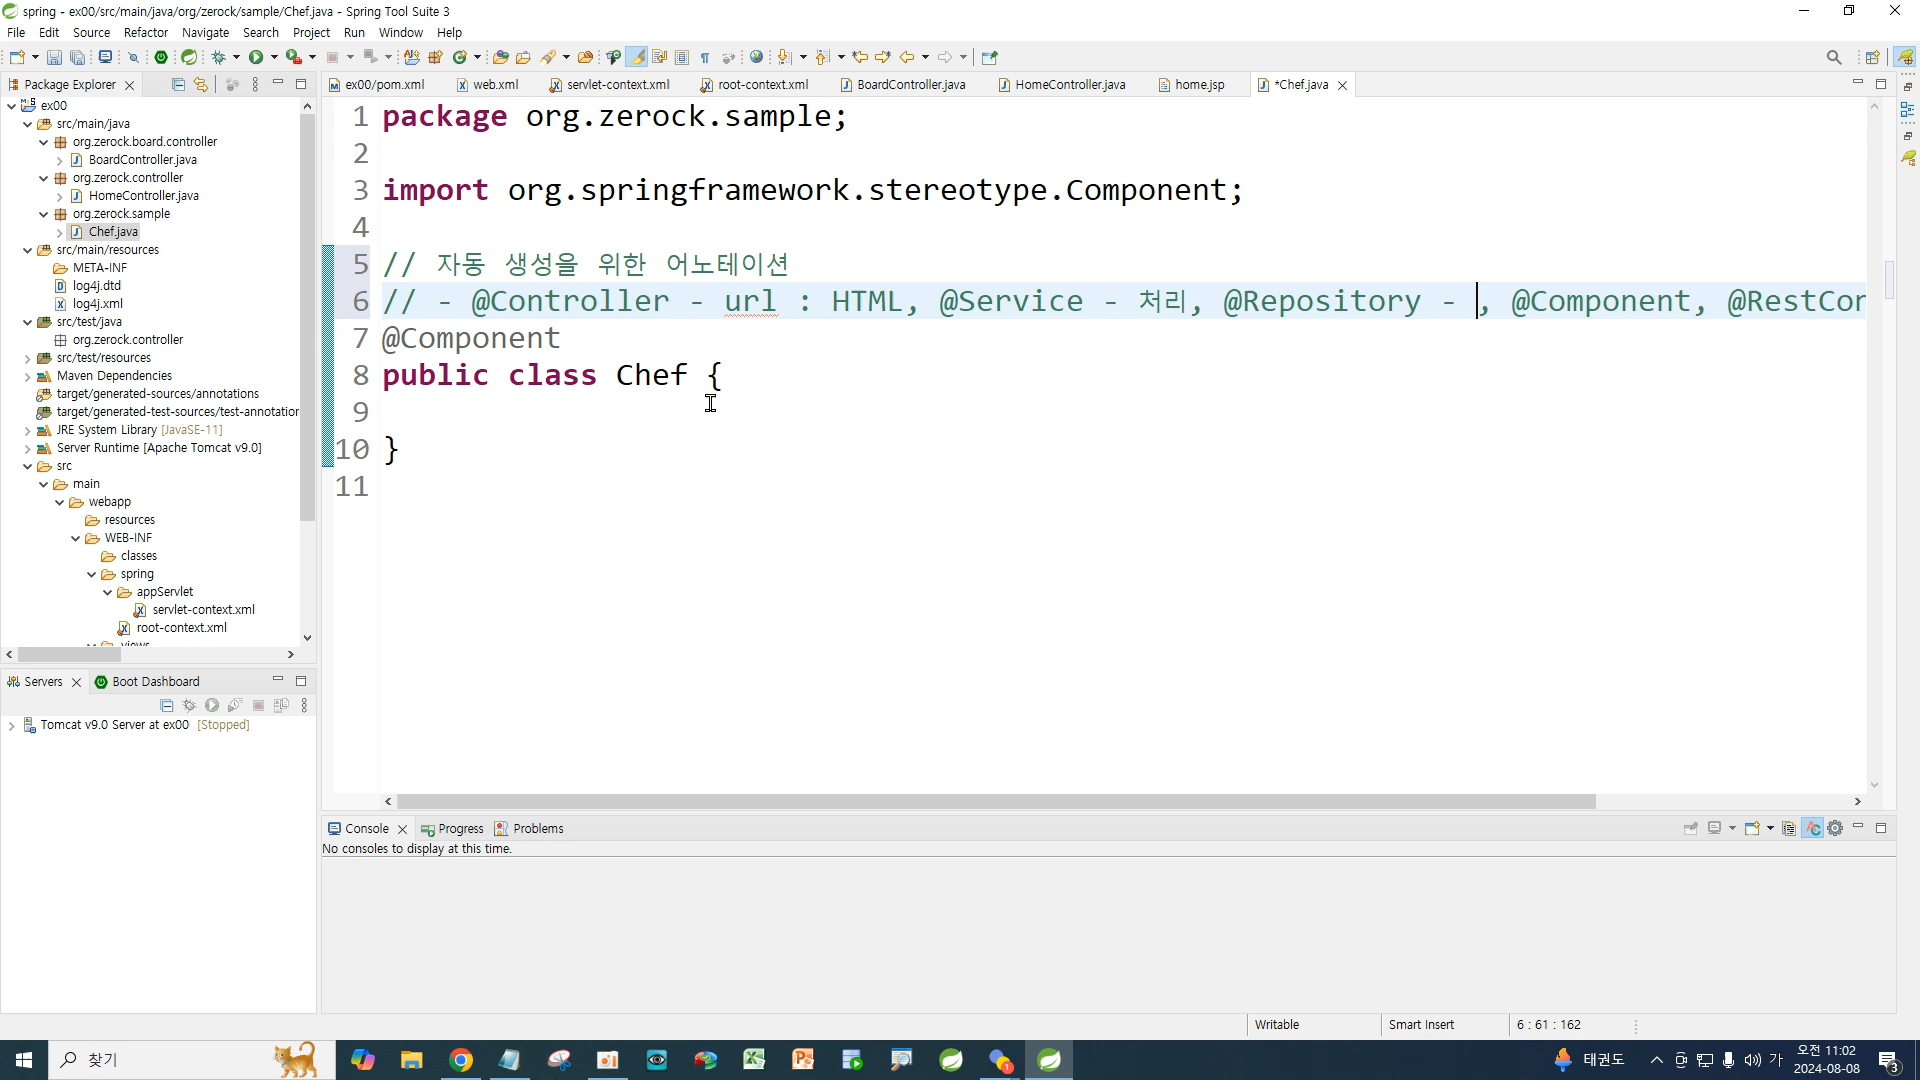 spring - ex00/src/main/java/org/zerock/sample/Chef.java - Spring Tool Suite 3
File Edit Source Refactor Navigate Search Project Run Window Help
Package Explorer
ex00
src/main/java
org.zerock.board.controller
BoardController.java
org.zerock.controller
HomeController.java
org.zerock.sample
Chef.java
src/main/resources
META-INF
log4j.dtd
log4j.xml
src/test/java
org.zerock.controller
src/test/resources
Maven Dependencies
target/generated-sources/annotations
target/generated-test-sources/test-annotation
JRE System Library [JavaSE-11]
Server Runtime [Apache Tomcat v9.0]
src
main
webapp
resources
WEB-INF
classes
spring
appServlet
servlet-context.xml
root-context.xml
views
Servers Boot Dashboard
Tomcat v9.0 Server at ex00 [Stopped]
ex00/pom.xml web.xml servlet-context.xml root-context.xml BoardController.java HomeController.java home.jsp *Chef.java
1 package org.zerock.sample;
2
3 import org.springframework.stereotype.Component;
4
5 // 자동 생성을 위한 어노테이션
6 // - @Controller - url : HTML, @Service - 처리, @Repository - , @Component, @RestCor
7 @Component
8 public class Chef {
9
10 }
11
Console Progress Problems
No consoles to display at this time.
Writable Smart Insert 6 : 61 : 162
찾기
태권도
가
오전 11:02
2024-08-08
3